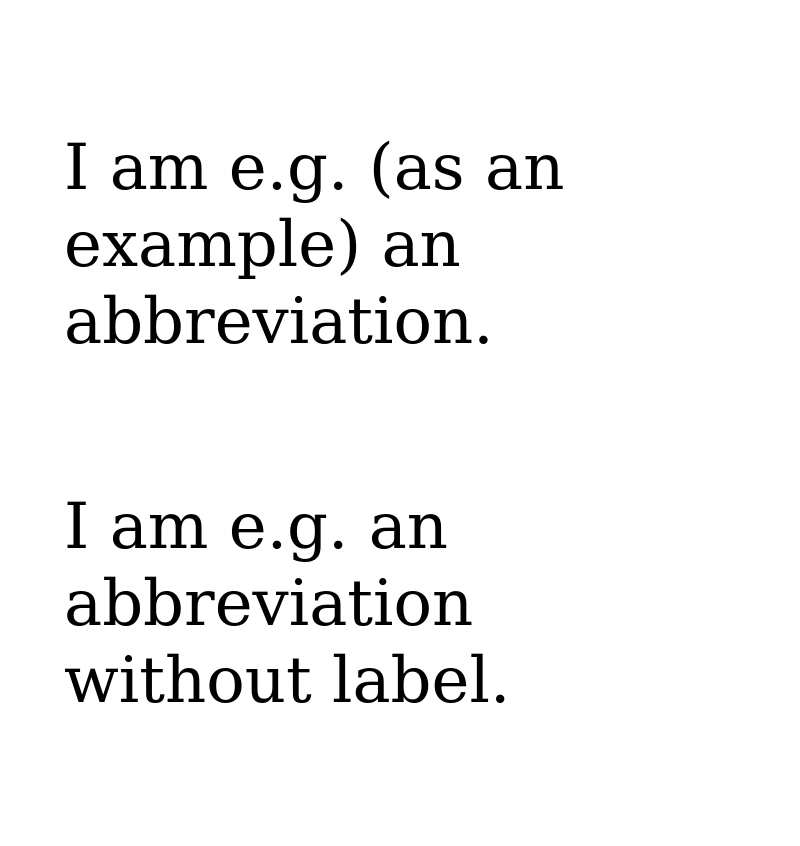 I am e.g. (as an
example) an
abbreviation.
I am e.g. an
abbreviation
without label.